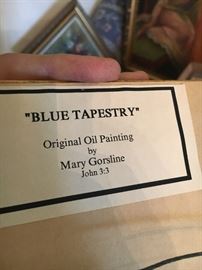 "BLUE TAPESTRY"
Original Oil Painting
by
Mary Gorsline
John 3:3